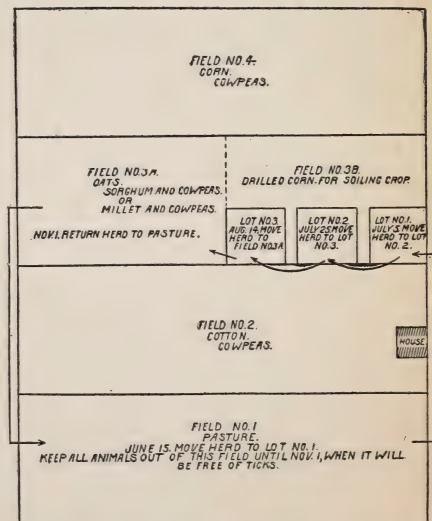 FIELD NO.4.
CORN.
COWPEAS.
FIELD NO.3A.
OATS.
SORGHUM AND COWPEAS.
OR
MILLET AND COWPEAS.
NOV.1. RETURN HERD TO PASTURE.
FIELD NO.3B.
DRILLED CORN. FOR SOILING CROP.
LOT NO.3.
AUG. 14, MOVE
HERD TO
FIELD NO.3A
LOT NO.2
JULY 25, MOVE
HERD TO LOT
NO.3.
LOT NO.1.
JULY 5, MOVE
HERD TO LOT
NO. 2.
FIELD NO.2.
COTTON.
COWPEAS.
HOUSE
FIELD NO.1
PASTURE.
JUNE 15. MOVE HERD TO LOT NO.1.
KEEP ALL ANIMALS OUT OF THIS FIELD UNTIL NOV. 1, WHEN IT WILL
BE FREE OF TICKS.